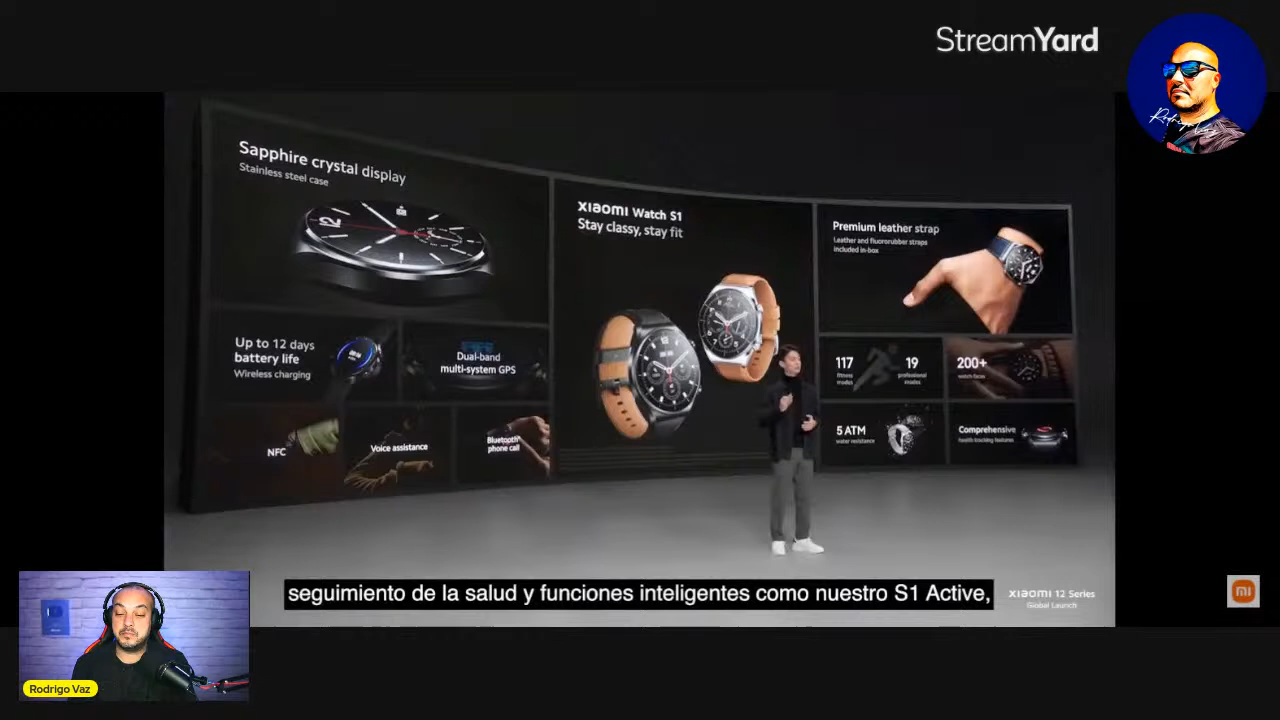 StreamYard
Rodrigo Vaz
Sapphire crystal display
Stainless steel case
XIAOMI Watch S1
Stay classy, stay fit
Premium leather strap
Leather and fluororubber straps
included in-box
Up to 12 days
battery life
Wireless charging
Dual-band
multi-system GPS
117
fitness
modes
19
professional
modes
200+
watch faces
NFC
Voice assistance
Bluetooth®
phone call
5 ATM
water resistance
Comprehensive
health tracking features
seguimiento de la salud y funciones inteligentes como nuestro S1 Active,
XIAOMI 12 Series
Global Launch
mi
Rodrigo Vaz